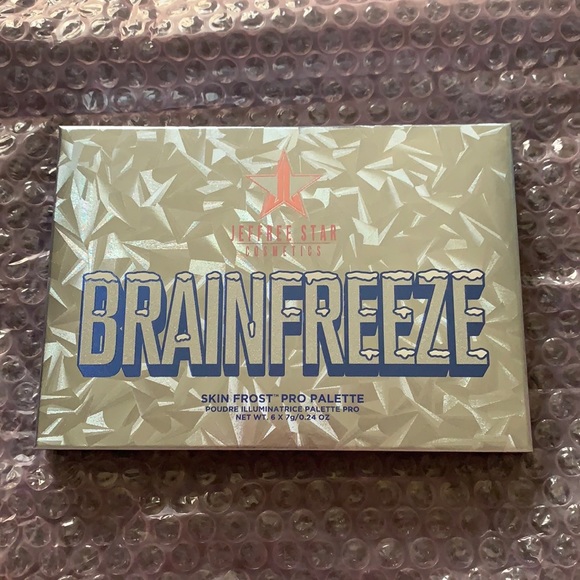 JEFFREE STAR
COSMETICS
BRAINFREEZE
SKIN FROST™ PRO PALETTE
POUDRE ILLUMINATRICE PALETTE PRO
NET WT. 6 X 7g/0.24 OZ